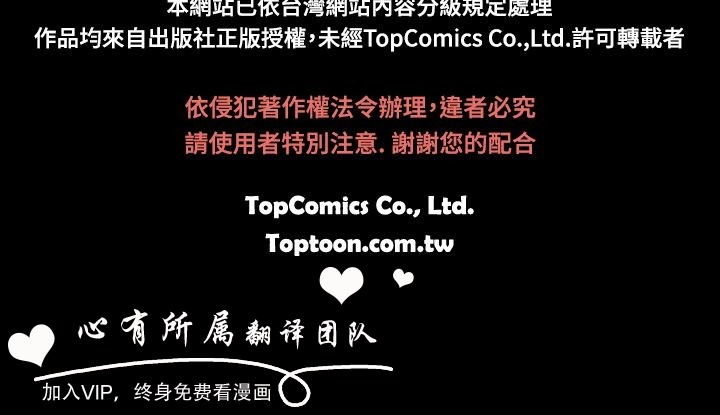 本網站已依台灣網站內容分級規定處理
作品均來自出版社正版授權，未經TopComics Co.,Ltd.許可轉載者
依侵犯著作權法令辦理，違者必究
請使用者特別注意. 謝謝您的配合
TopComics Co., Ltd.
Toptoon.com.tw
心有所属翻译团队
加入VIP，终身免费看漫画